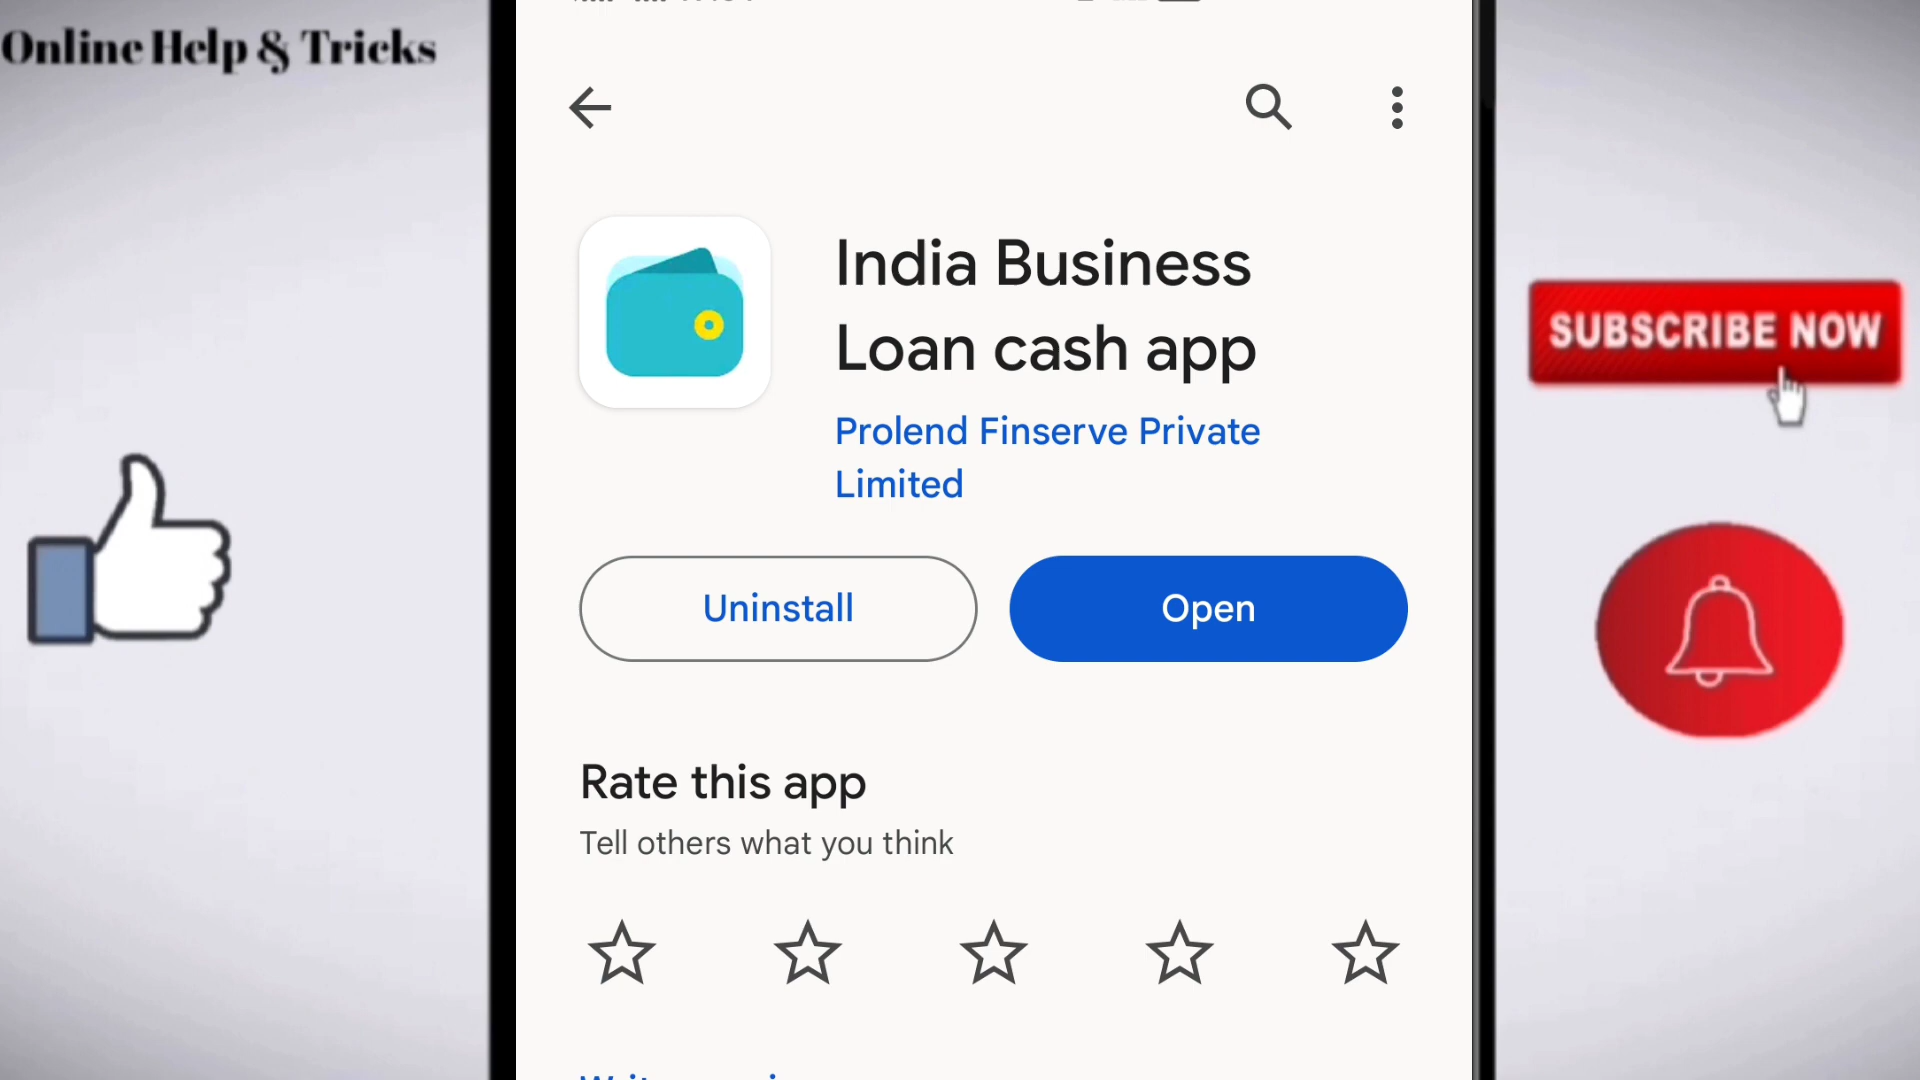 Online Help & Tricks
India Business
Loan cash app
Prolend Finserve Private
Limited
Uninstall
Open
Rate this app
Tell others what you think
SUBSCRIBE NOW